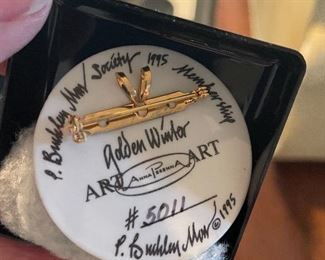 P. Buckley Moss Society 1995 Membership
Golden Winter
ART ANNA PERENNA ART
# 5011
P. Buckley Moss © 1995